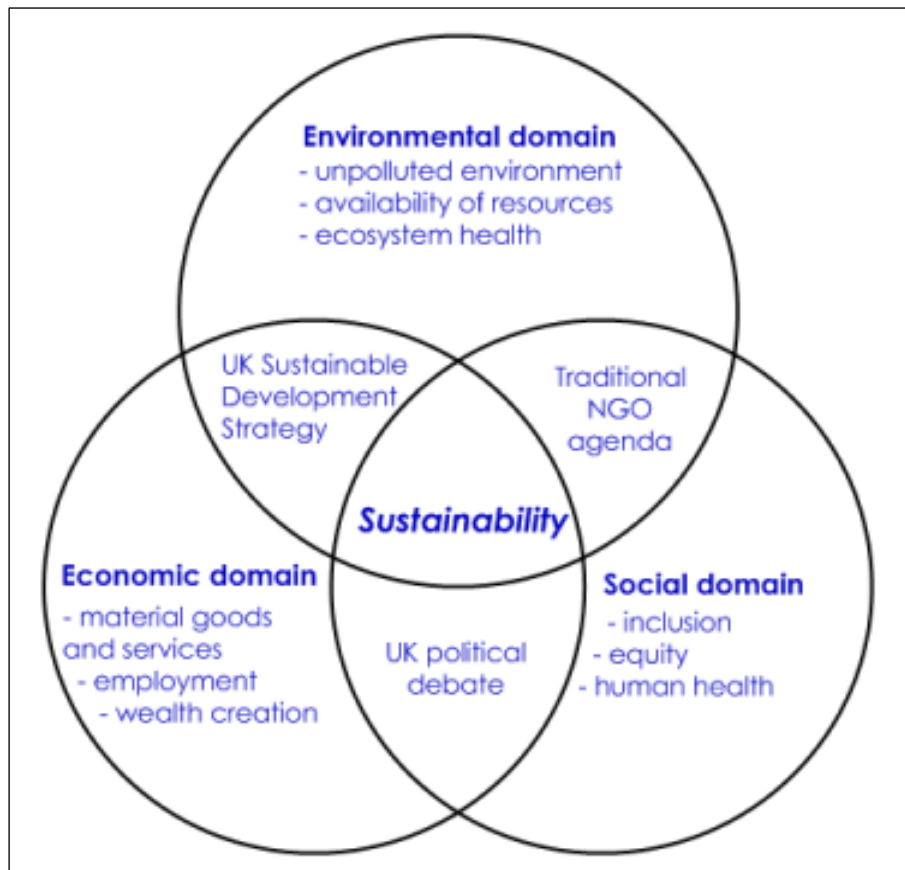 Environmental domain
- unpolluted environment
- availability of resources
- ecosystem health
UK Sustainable
Development
Strategy
Traditional
NGO
agenda
Sustainability
Economic domain
- material goods
and services
- employment
- wealth creation
UK political
debate
Social domain
- inclusion
- equity
- human health